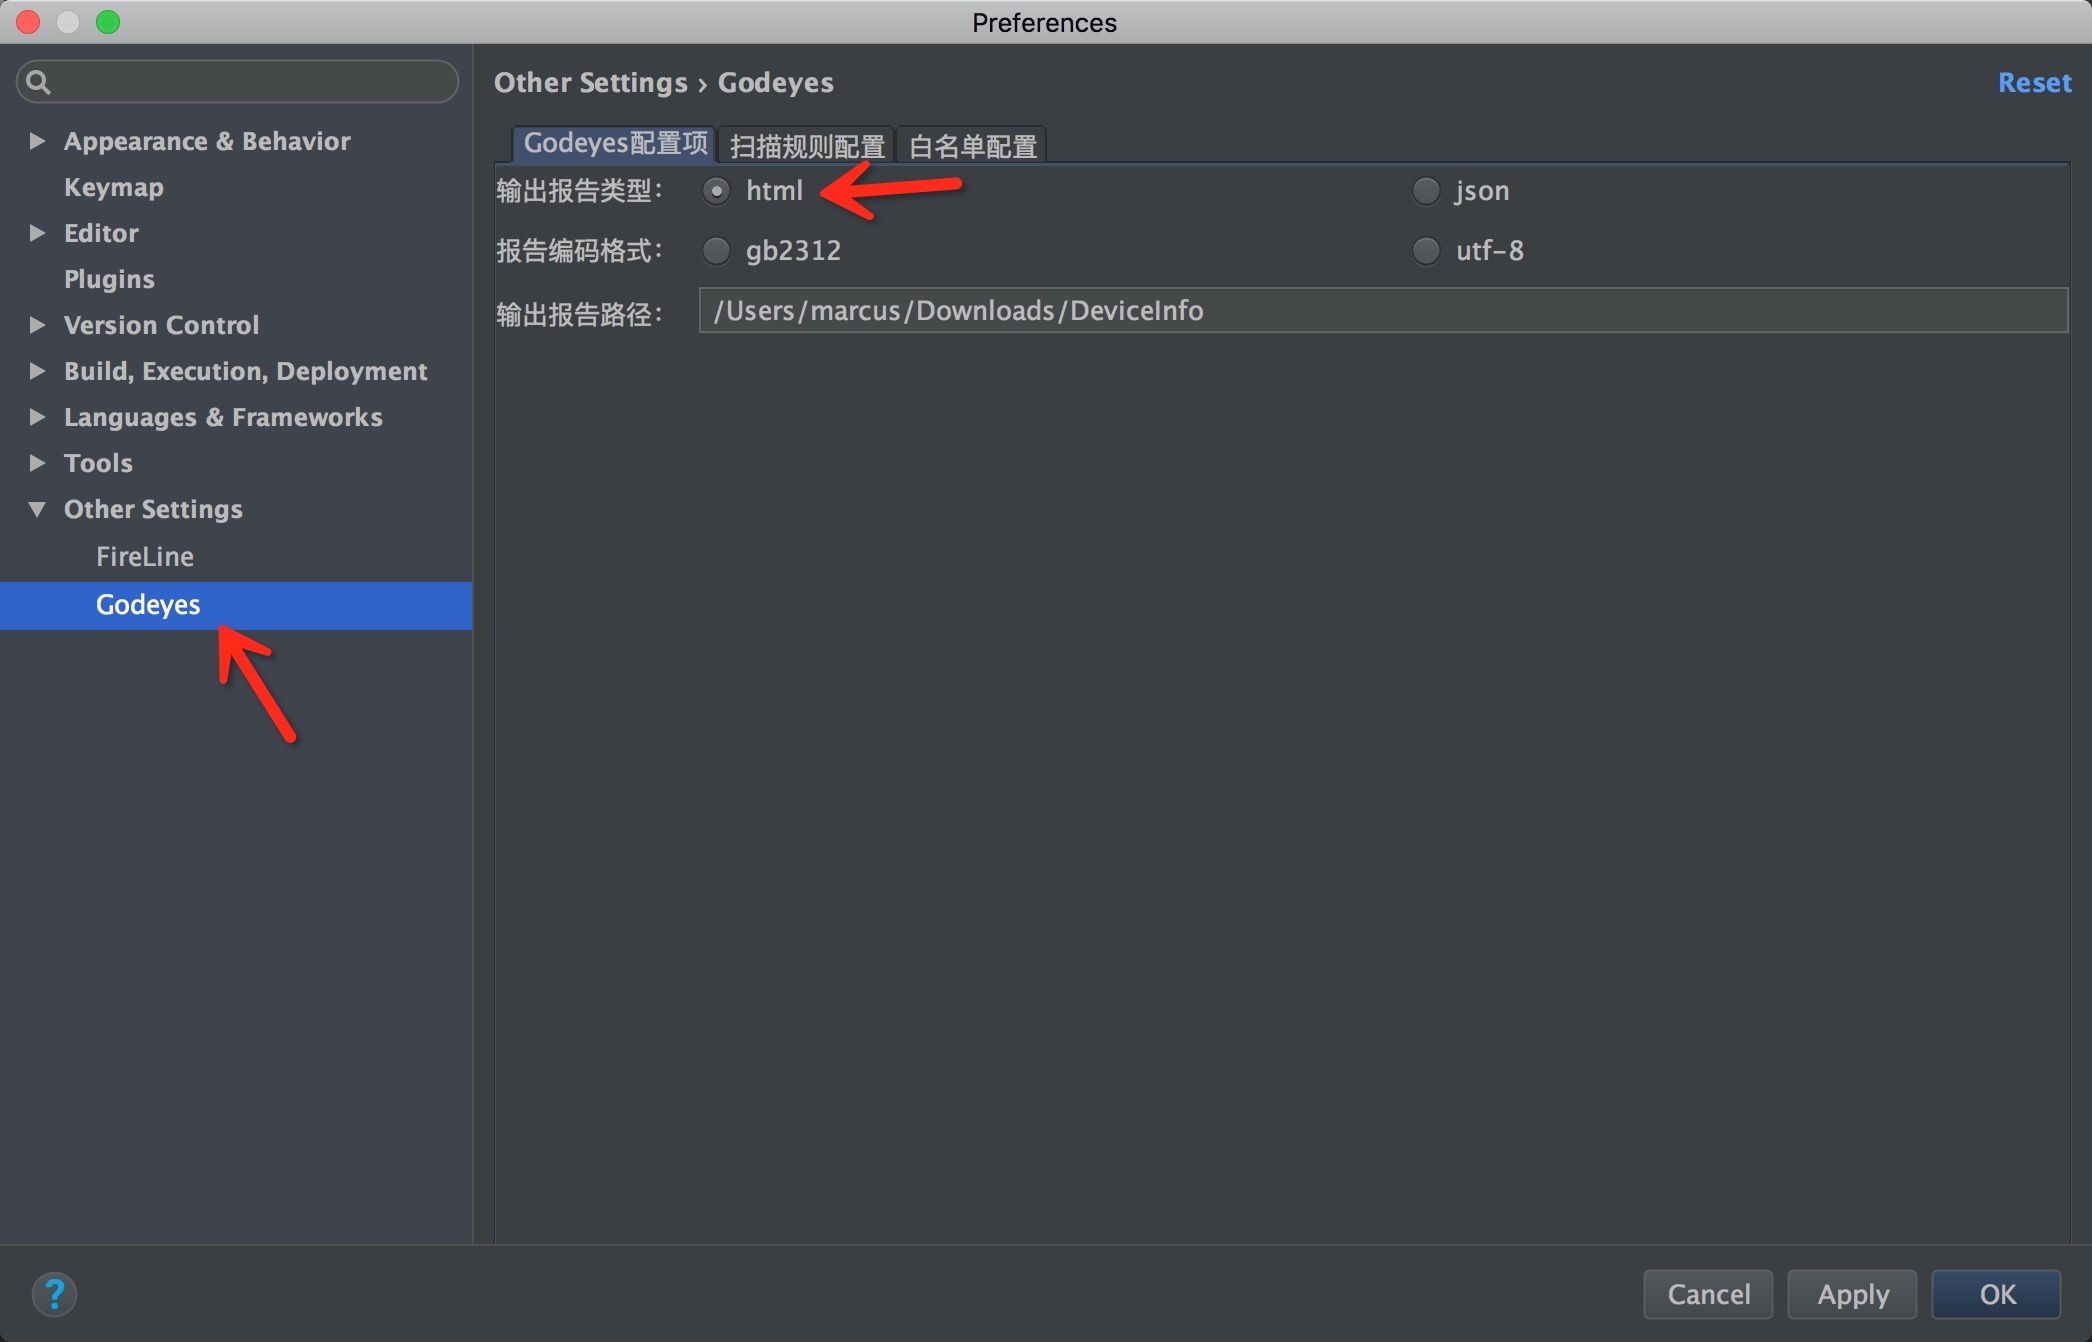 Preferences
Other Settings › Godeyes
Reset
Appearance & Behavior
Keymap
Editor
Plugins
Version Control
Build, Execution, Deployment
Languages & Frameworks
Tools
Other Settings
FireLine
Godeyes
Godeyes配置项 扫描规则配置 白名单配置
输出报告类型： html json
报告编码格式： gb2312 utf-8
输出报告路径： /Users/marcus/Downloads/DeviceInfo
?
Cancel Apply OK